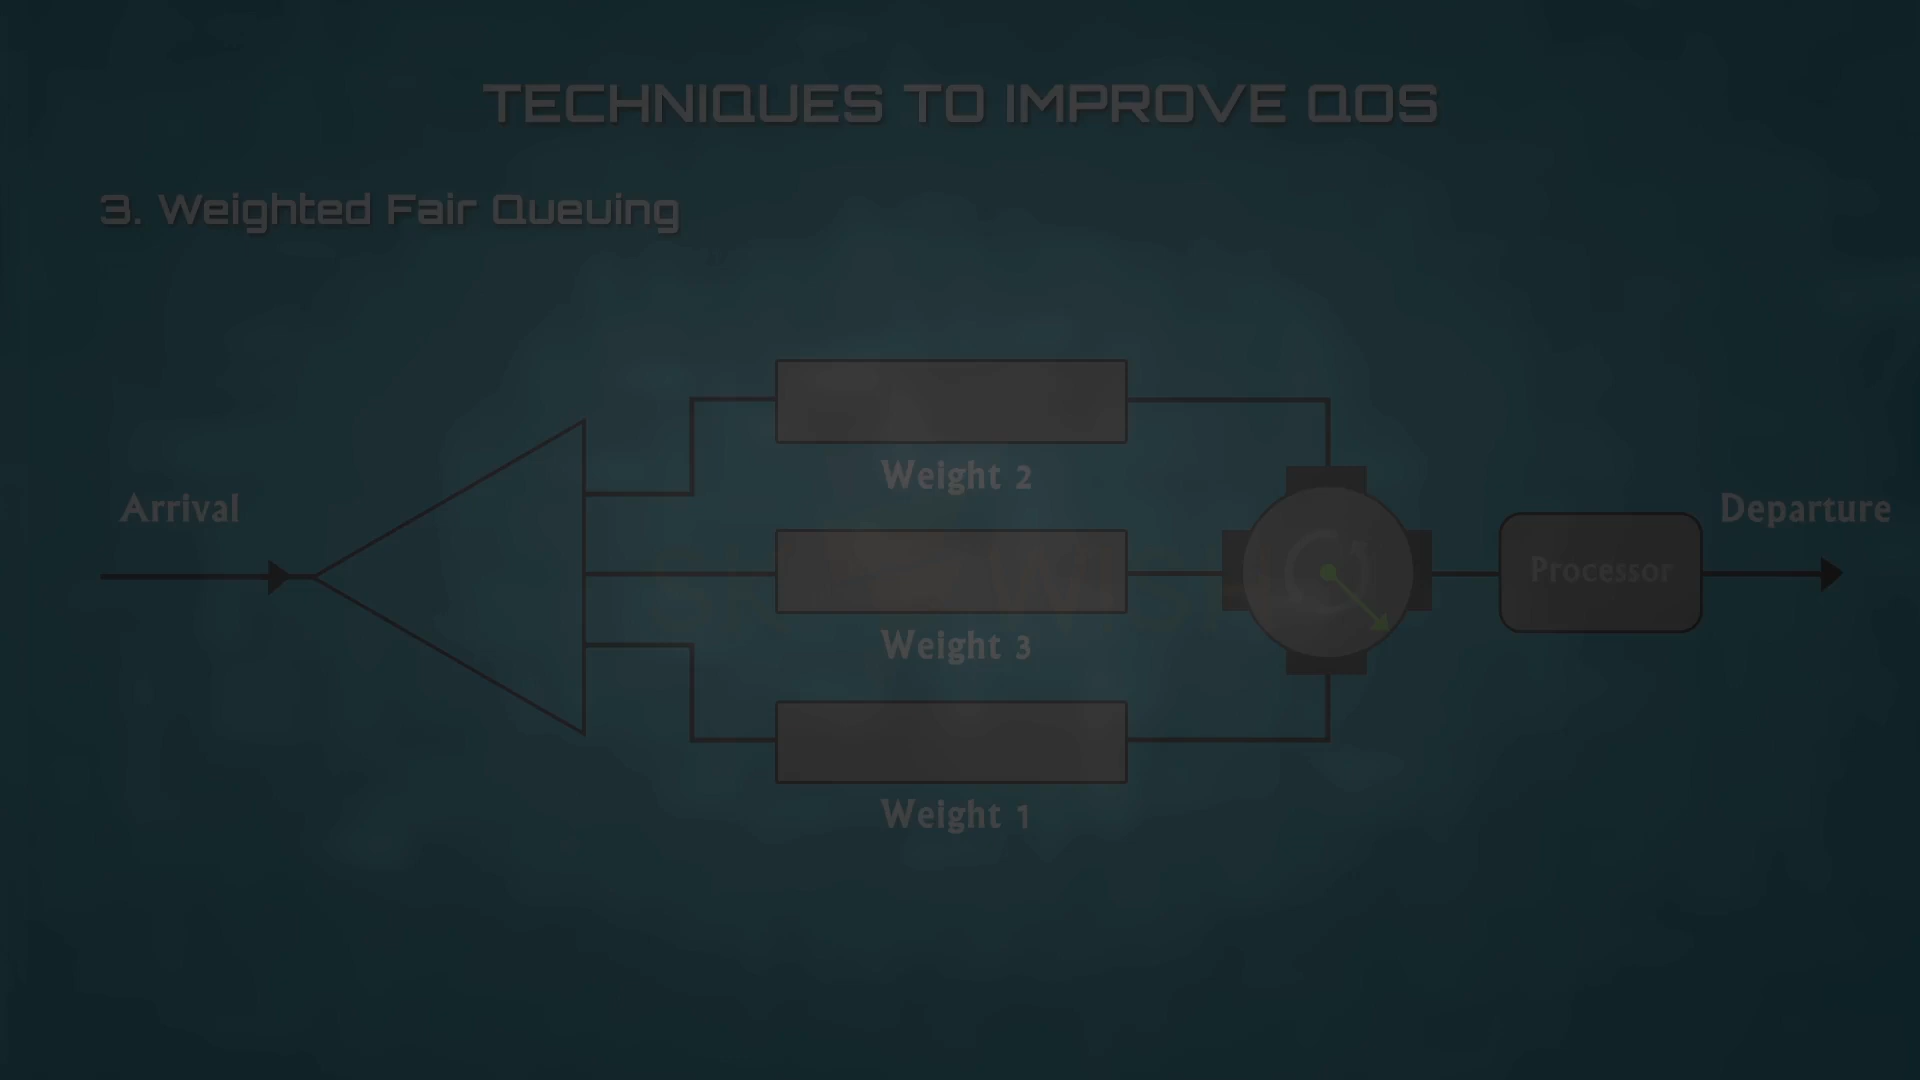 TECHNIQUES TO IMPROVE QOS
3. Weighted Fair Queuing
Weight 2
Arrival
Departure
Processor
Weight 3
Weight 1